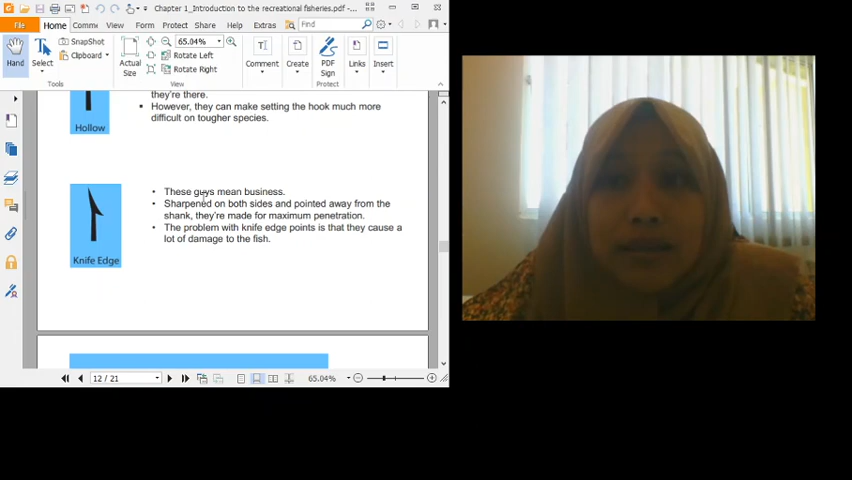 Chapter 1_Introduction to the recreational fisheries.pdf -...
File Home Comment View Form Protect Share Help Extras Find
Hand
Select
SnapShot
Clipboard
Actual
Size
65.04%
Rotate Left
Rotate Right
Comment
Create
PDF
Sign
Links
Insert
Tools View Protect
they're there.
• However, they can make setting the hook much more
difficult on tougher species.
Hollow
• These guys mean business.
• Sharpened on both sides and pointed away from the
shank, they're made for maximum penetration.
• The problem with knife edge points is that they cause a
lot of damage to the fish.
Knife Edge
12 / 21
65.04%